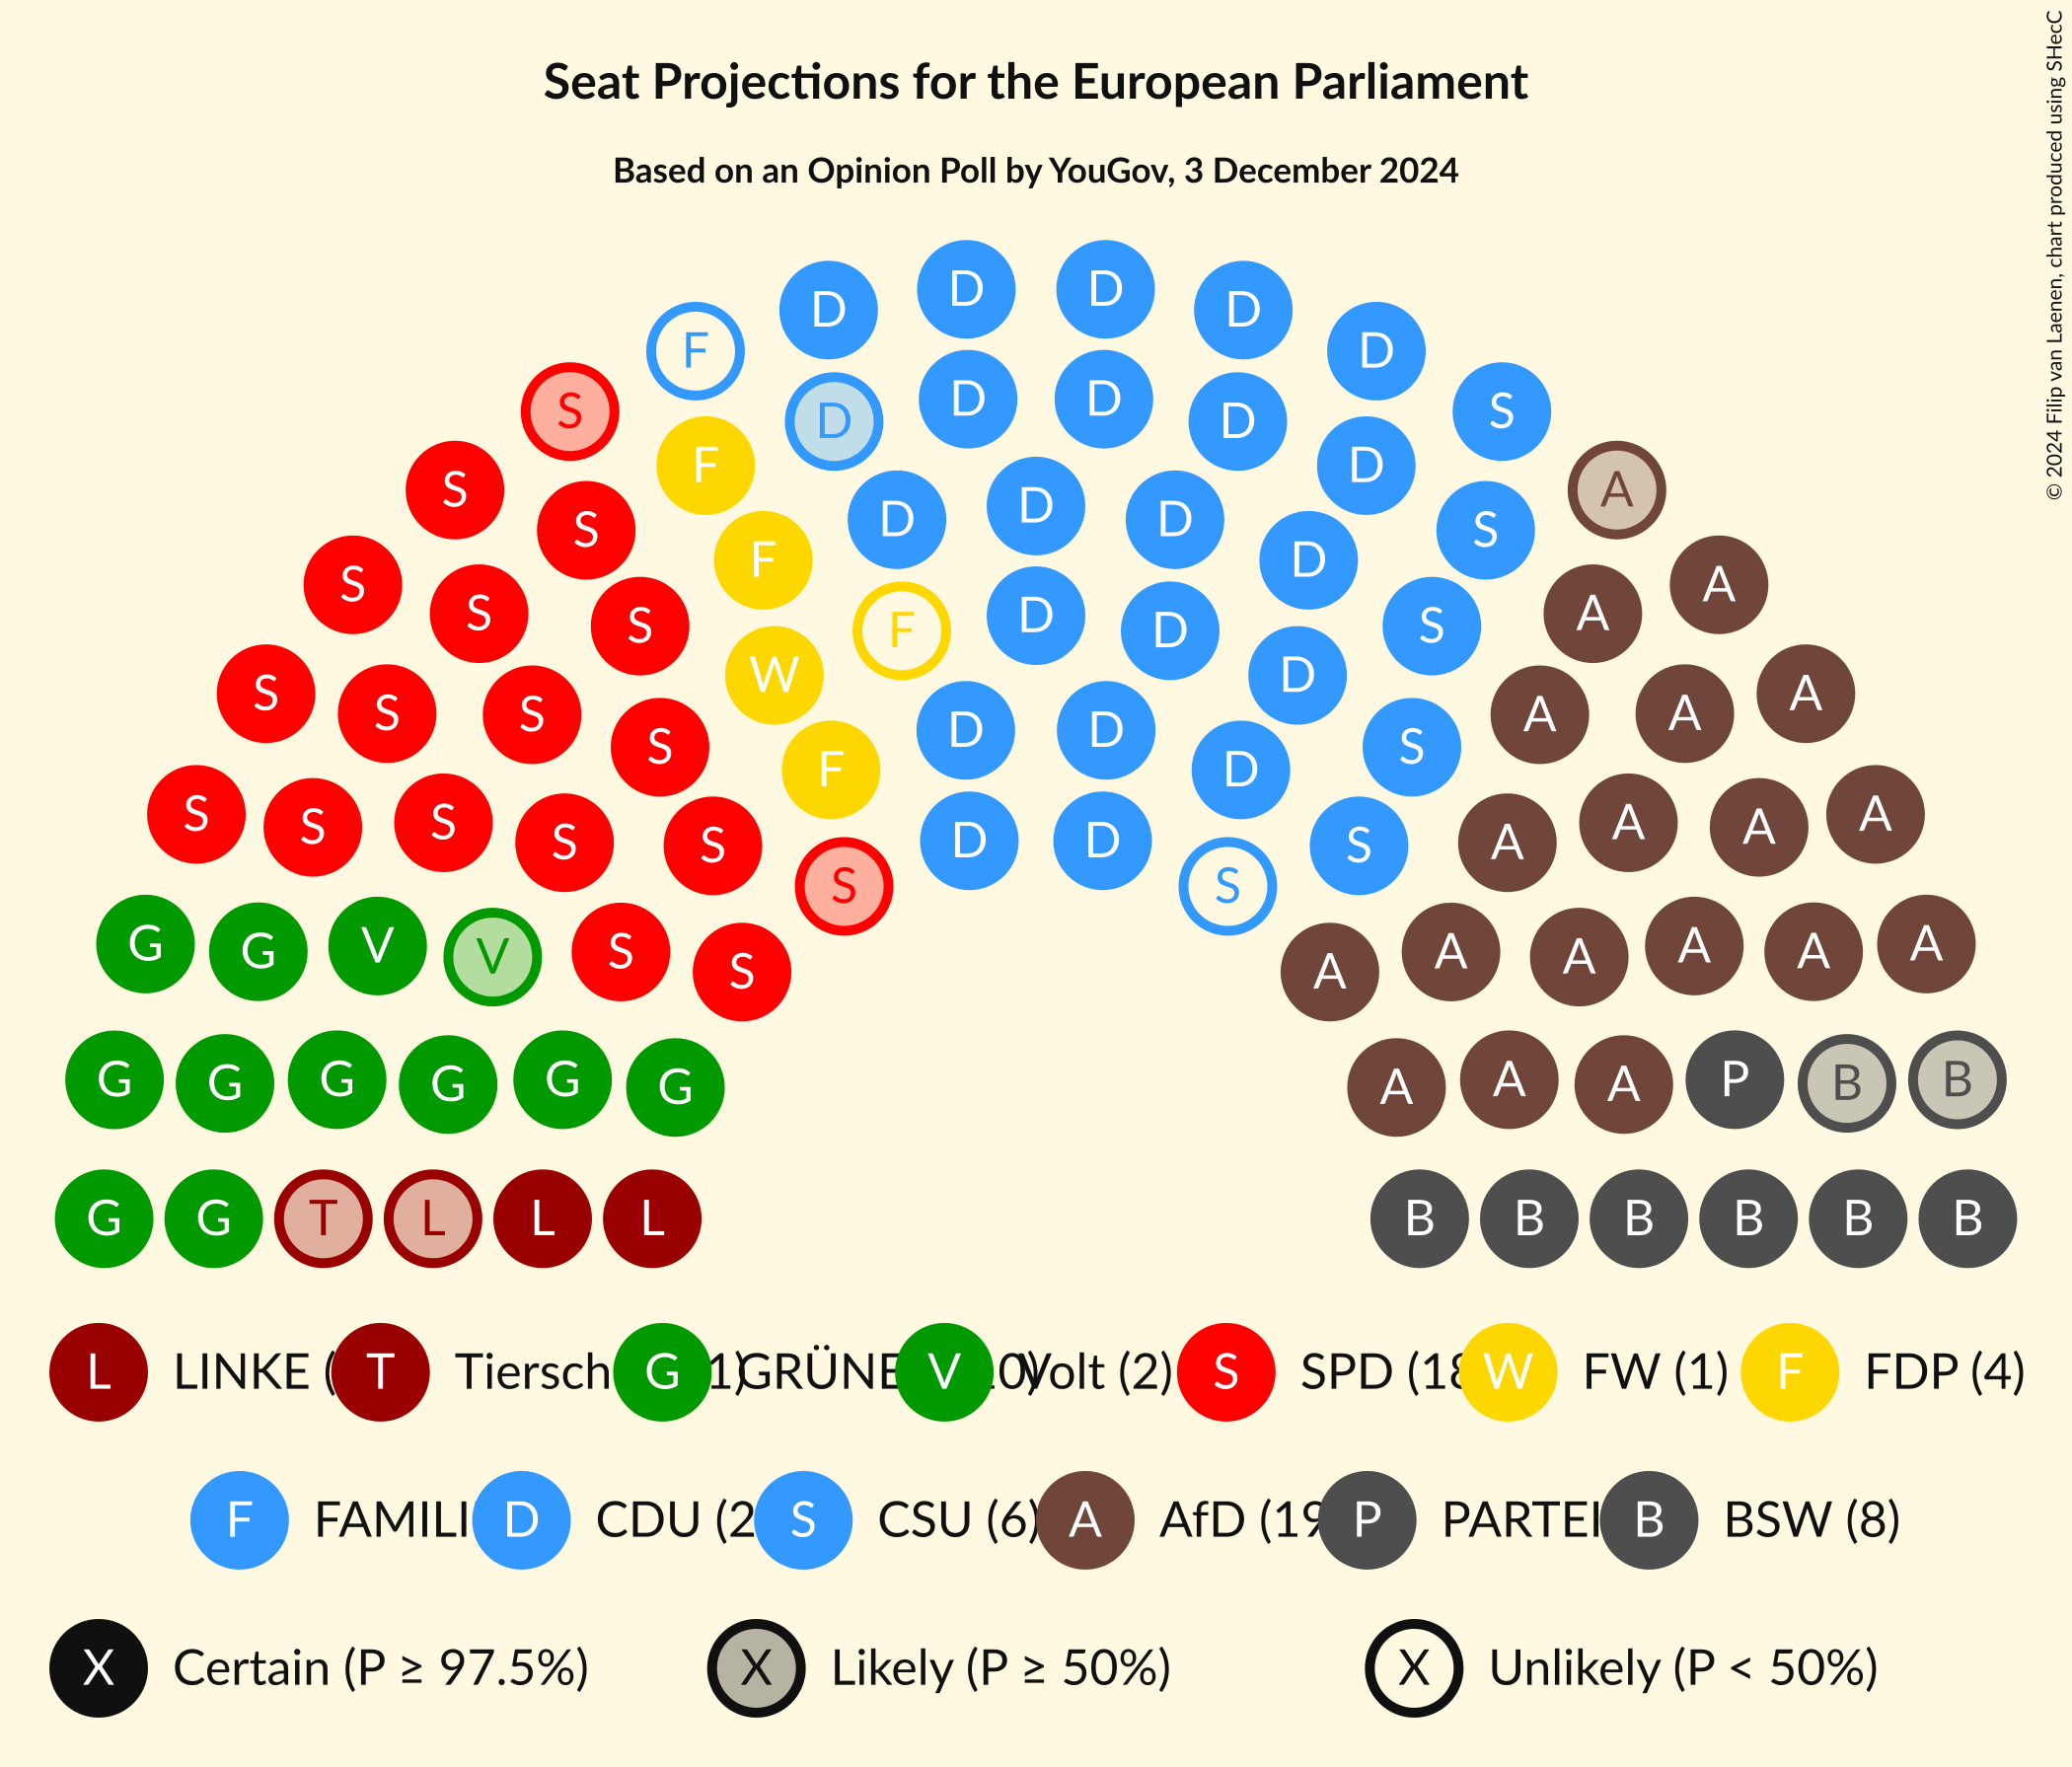 Seat Projections for the European Parliament
Based on an Opinion Poll by YouGov, 3 December 2024
© 2024 Filip van Laenen, chart produced using SHecC
D D
D D
F D
D D
S S
D D
A S
F D
S D
S S
D
D D
F D
S A
S A
D
S D
S S
F D
A A
W D
S S
A A
S A
D D
S S
F D
S A
S A
S S
A A
D D
S S
A A
S S
G A
V A
G A
S S
V A
S A
G G
G P
G B
G G
A A
G B
G A
G G T L L L B B B B B B
L LINKE ( T Tiersch G 1) GRÜNE V 0) Volt (2) S SPD (18 W FW (1) F FDP (4)
F FAMILI D CDU (2 S CSU (6) A AfD (19 P PARTEI B BSW (8)
X Certain (P ≥ 97.5%) X Likely (P ≥ 50%) X Unlikely (P < 50%)